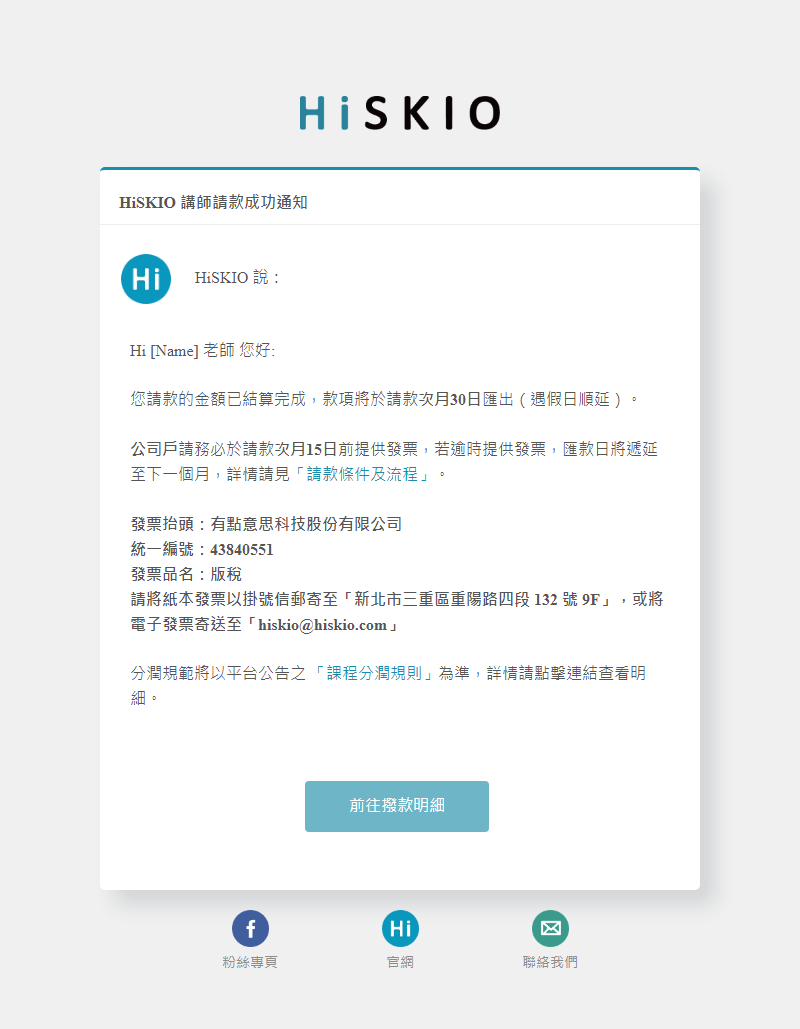 HiSKIO
HiSKIO 講師請款成功通知
Hi
HiSKIO 說：
Hi [Name] 老師 您好:
您請款的金額已結算完成，款項將於請款次月30日匯出（遇假日順延）。
公司戶請務必於請款次月15日前提供發票，若逾時提供發票，匯款日將遞延
至下一個月，詳情請見「請款條件及流程」。
發票抬頭：有點意思科技股份有限公司
統一編號：43840551
發票品名：版稅
請將紙本發票以掛號信郵寄至「新北市三重區重陽路四段 132 號 9F」，或將
電子發票寄送至「hiskio@hiskio.com」
分潤規範將以平台公告之「課程分潤規則」為準，詳情請點擊連結查看明
細。
前往撥款明細
f
Hi
粉絲專頁
官網
聯絡我們